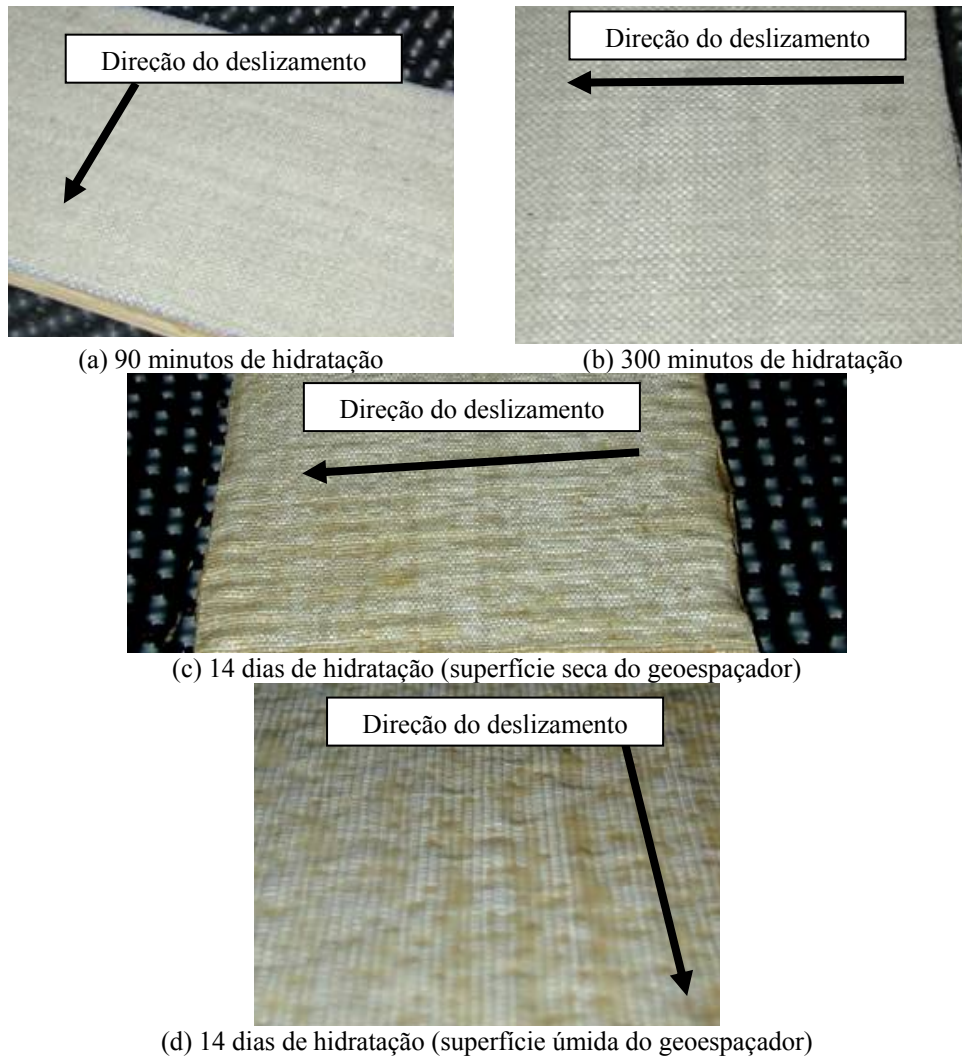 Direção do deslizamento
Direção do deslizamento
(a) 90 minutos de hidratação
(b) 300 minutos de hidratação
Direção do deslizamento
(c) 14 dias de hidratação (superfície seca do geoespaçador)
Direção do deslizamento
(d) 14 dias de hidratação (superfície úmida do geoespaçador)